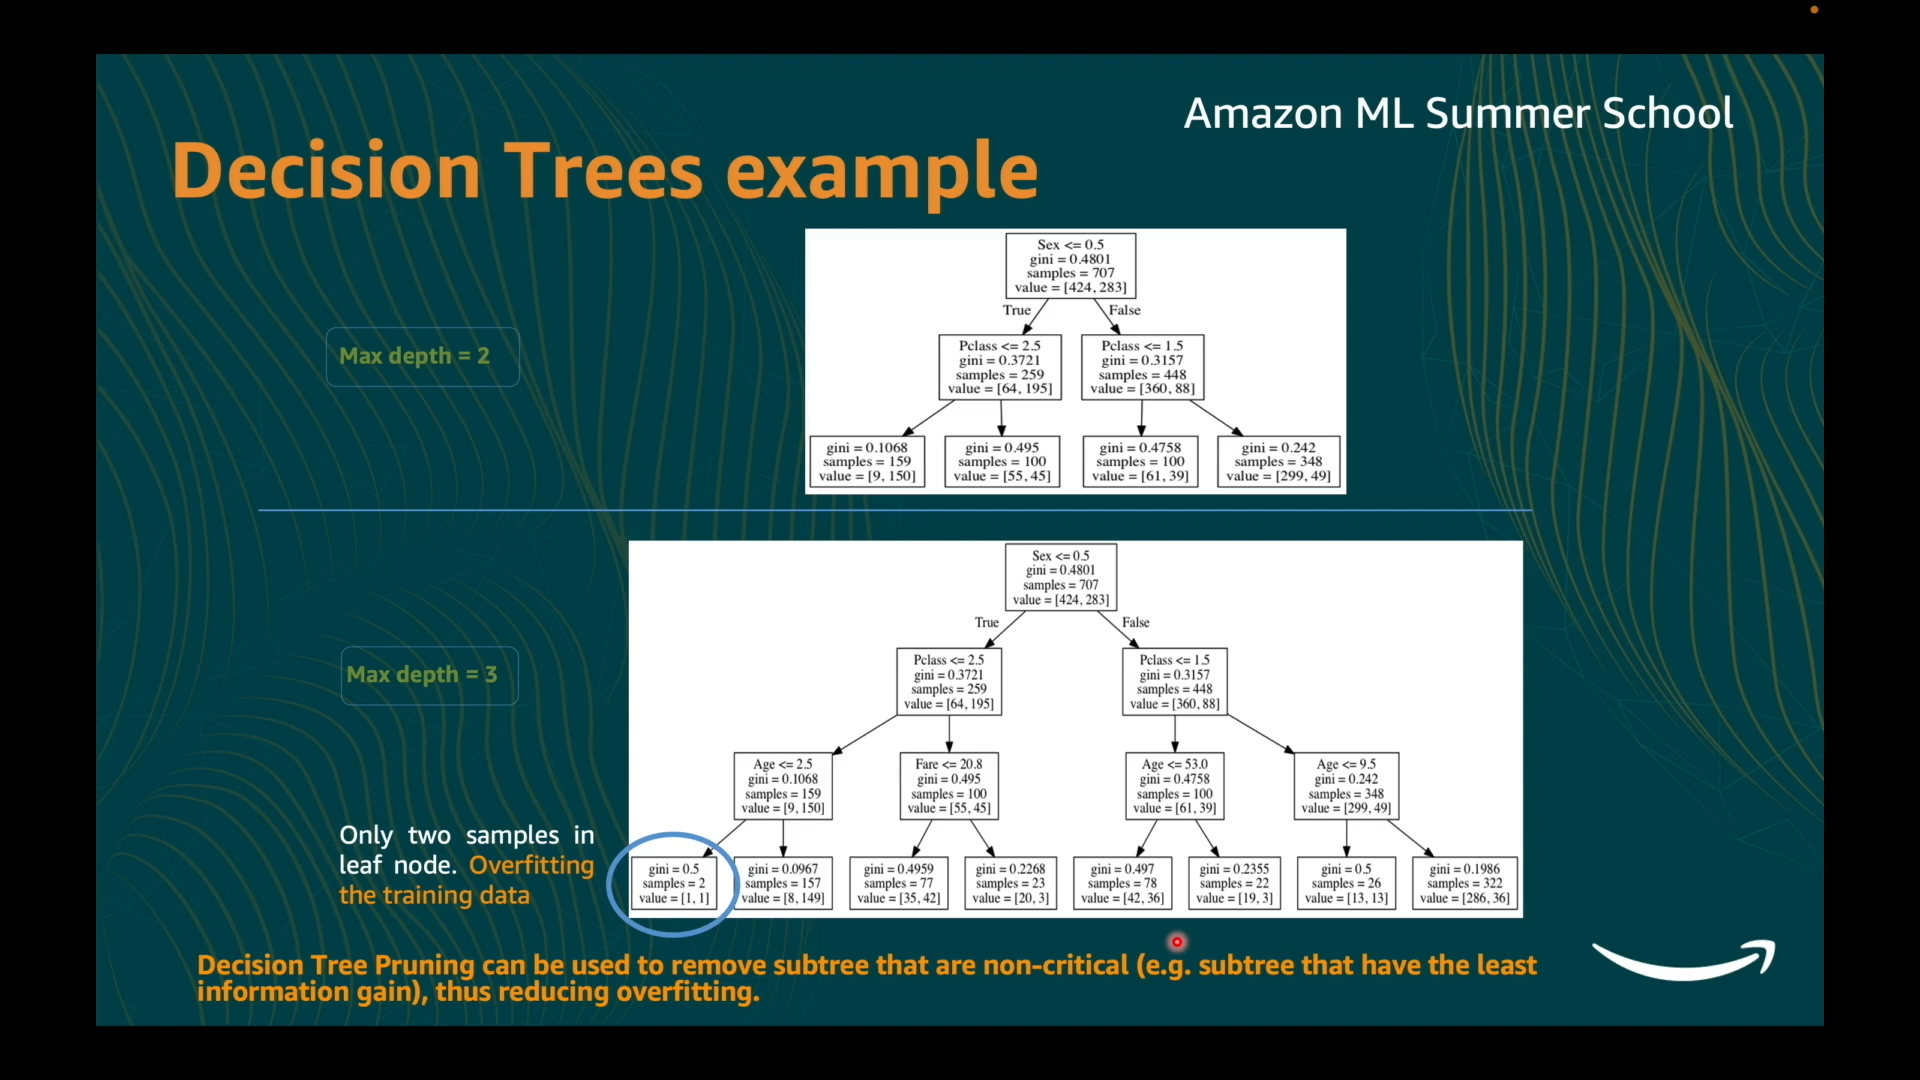 Amazon ML Summer School
Decision Trees example
Max depth = 2
Sex <= 0.5
gini = 0.4801
samples = 707
value = [424, 283]
True
False
Pclass <= 2.5
gini = 0.3721
samples = 259
value = [64, 195]
Pclass <= 1.5
gini = 0.3157
samples = 448
value = [360, 88]
gini = 0.1068
samples = 159
value = [9, 150]
gini = 0.495
samples = 100
value = [55, 45]
gini = 0.4758
samples = 100
value = [61, 39]
gini = 0.242
samples = 348
value = [299, 49]
Max depth = 3
Sex <= 0.5
gini = 0.4801
samples = 707
value = [424, 283]
True
False
Pclass <= 2.5
gini = 0.3721
samples = 259
value = [64, 195]
Pclass <= 1.5
gini = 0.3157
samples = 448
value = [360, 88]
Age <= 2.5
gini = 0.1068
samples = 159
value = [9, 150]
Fare <= 20.8
gini = 0.495
samples = 100
value = [55, 45]
Age <= 53.0
gini = 0.4758
samples = 100
value = [61, 39]
Age <= 9.5
gini = 0.242
samples = 348
value = [299, 49]
Only two samples in
leaf node. Overfitting
the training data
gini = 0.5
samples = 2
value = [1, 1]
gini = 0.0967
samples = 157
value = [8, 149]
gini = 0.4959
samples = 77
value = [35, 42]
gini = 0.2268
samples = 23
value = [20, 3]
gini = 0.497
samples = 78
value = [42, 36]
gini = 0.2355
samples = 22
value = [19, 3]
gini = 0.5
samples = 26
value = [13, 13]
gini = 0.1986
samples = 322
value = [286, 36]
Decision Tree Pruning can be used to remove subtree that are non-critical (e.g. subtree that have the least
information gain), thus reducing overfitting.